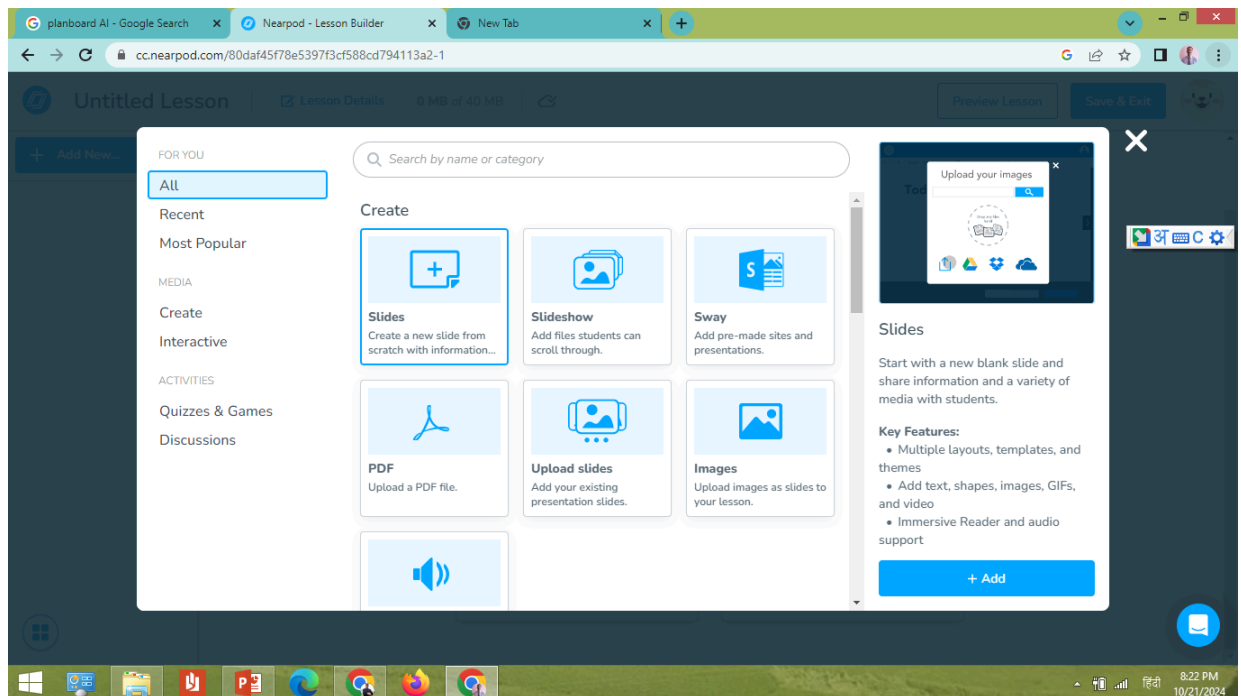 planboard AI - Google Search
Nearpod - Lesson Builder
New Tab
cc.nearpod.com/80daf45f78e5397f3cf588cd794113a2-1
Untitled Lesson
Lesson Details
0 MB of 40 MB
Preview Lesson
Save & Exit
Add New...
FOR YOU
All
Recent
Most Popular
MEDIA
Create
Interactive
ACTIVITIES
Quizzes & Games
Discussions
Search by name or category
Create
Slides
Create a new slide from
scratch with information...
Slideshow
Add files students can
scroll through.
Sway
Add pre-made sites and
presentations.
PDF
Upload a PDF file.
Upload slides
Add your existing
presentation slides.
Images
Upload images as slides to
your lesson.
Upload your images
Slides
Start with a new blank slide and
share information and a variety of
media with students.
Key Features:
• Multiple layouts, templates, and
themes
• Add text, shapes, images, GIFs,
and video
• Immersive Reader and audio
support
+ Add
अ
C
हिंदी
8:22 PM
10/21/2024